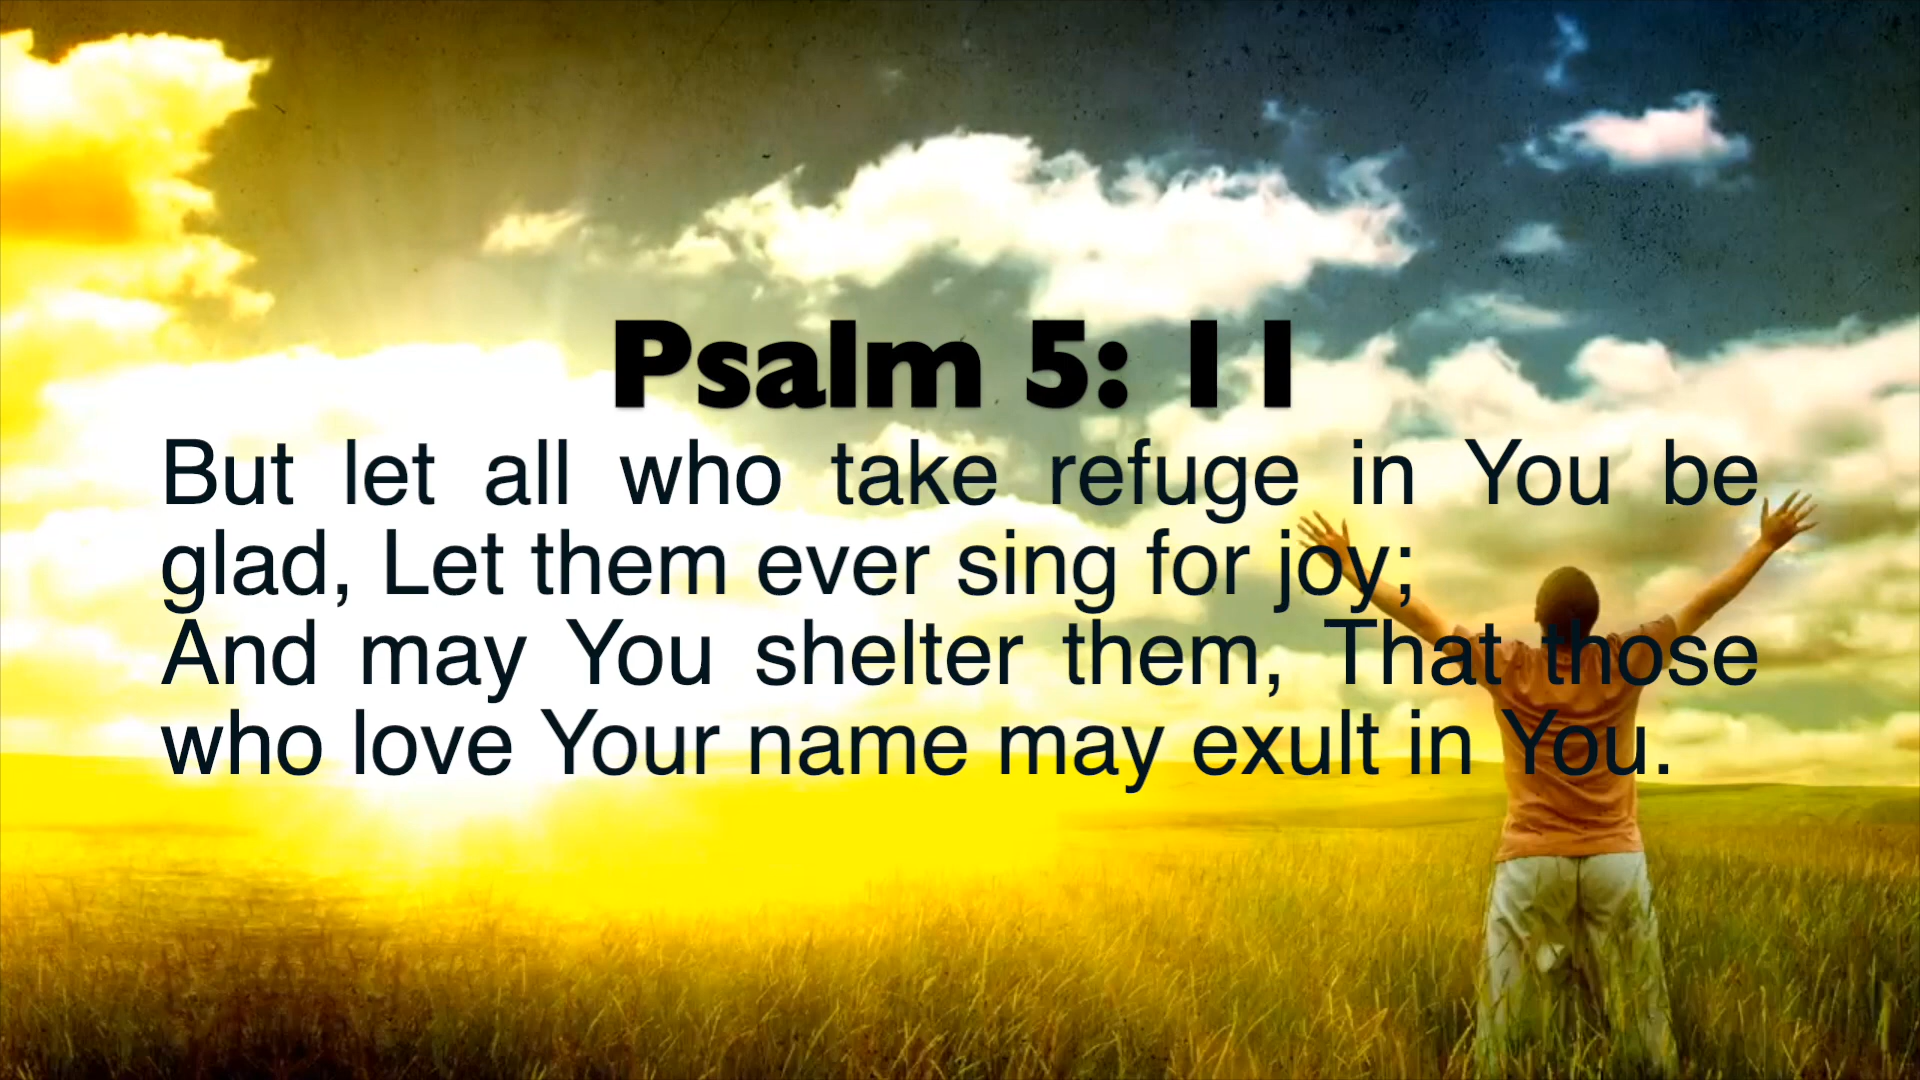 Psalm 5: 11
But let all who take refuge in You be
glad, Let them ever sing for joy;
And may You shelter them, That those
who love Your name may exult in You.